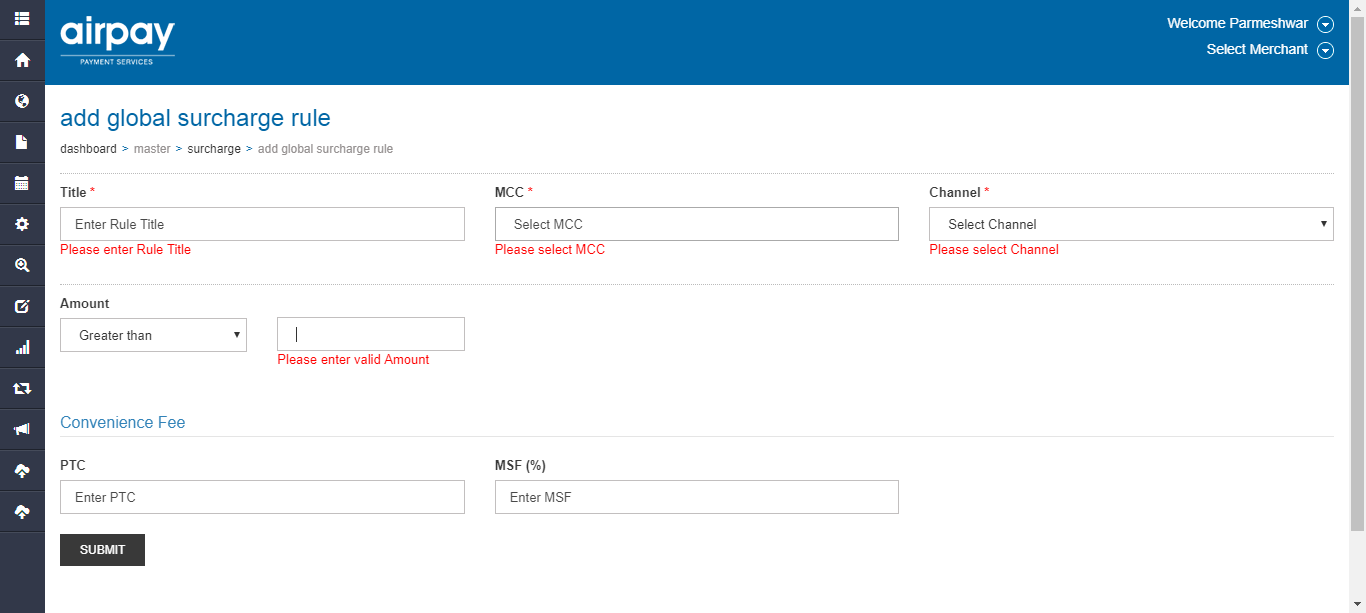 airpay
PAYMENT SERVICES
Welcome Parmeshwar
Select Merchant
add global surcharge rule
dashboard > master > surcharge > add global surcharge rule
Title * MCC * Channel *
Enter Rule Title Select MCC Select Channel
Please enter Rule Title Please select MCC Please select Channel
Amount
Greater than
Please enter valid Amount
Convenience Fee
PTC MSF (%)
Enter PTC Enter MSF
SUBMIT